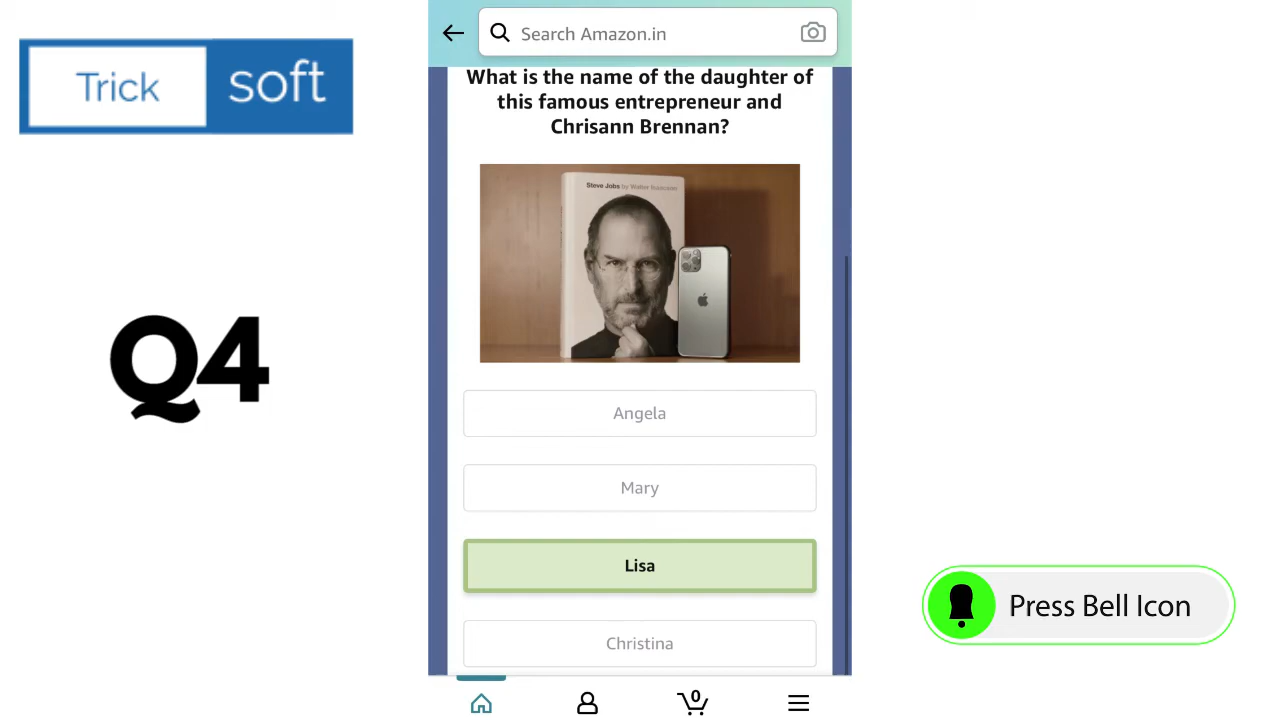 Trick soft
Search Amazon.in
What is the name of the daughter of
this famous entrepreneur and
Chrisann Brennan?
Steve Jobs by Walter Isaacson
Q4
Angela
Mary
Lisa
Press Bell Icon
Christina
0